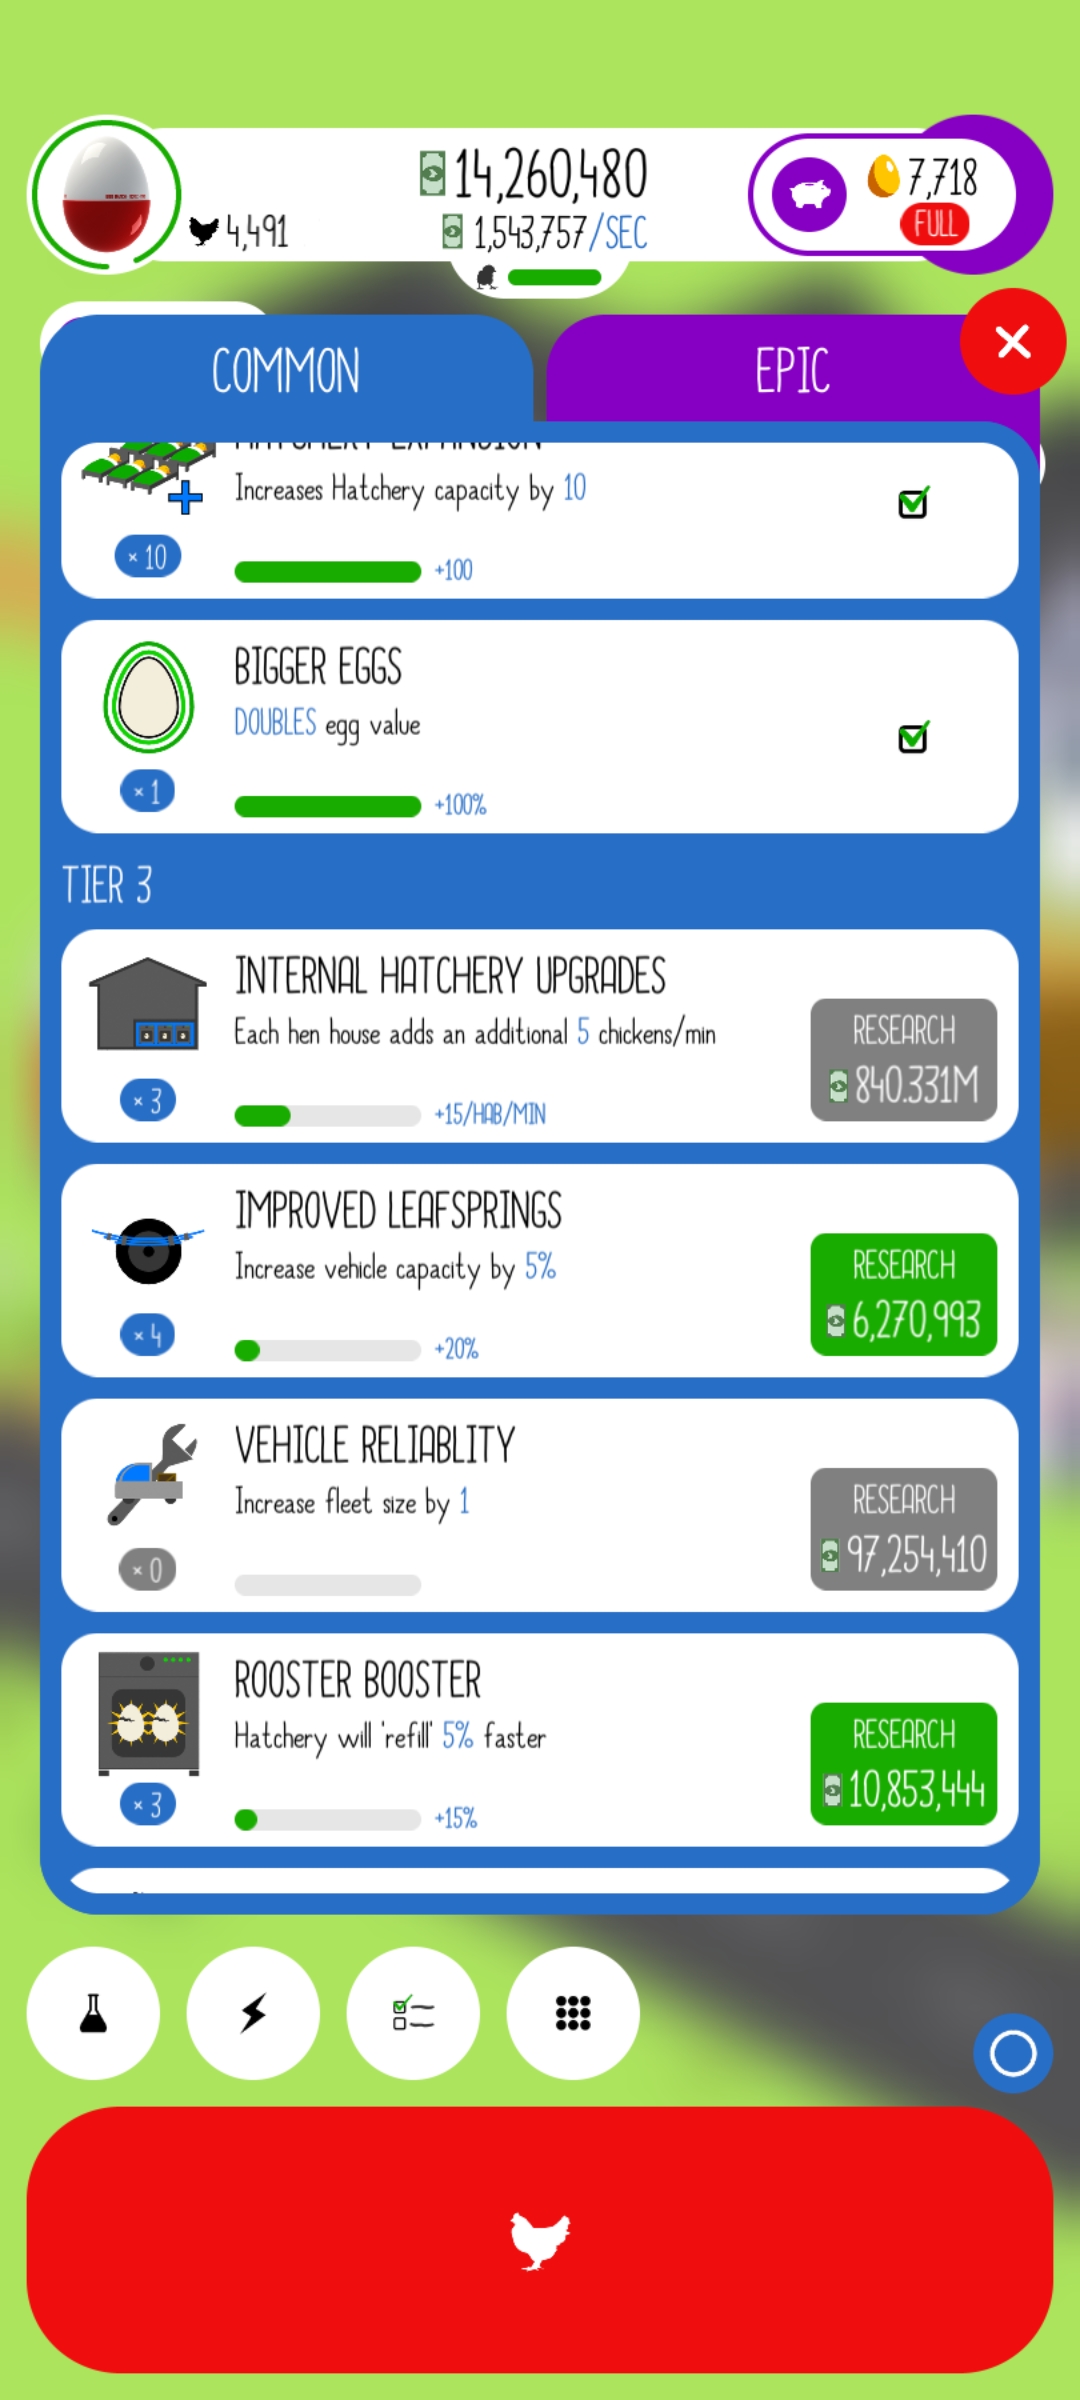 14,260,480
4,491
1,543,757/SEC
7,718
FULL
COMMON
EPIC
HATCHERY EXPANSION
Increases Hatchery capacity by 10
× 10
+100
BIGGER EGGS
DOUBLES egg value
× 1
+100%
TIER 3
INTERNAL HATCHERY UPGRADES
Each hen house adds an additional 5 chickens/min
RESEARCH
840.331M
× 3
+15/HAB/MIN
IMPROVED LEAFSPRINGS
Increase vehicle capacity by 5%
RESEARCH
6,270,993
× 4
+20%
VEHICLE RELIABLITY
Increase fleet size by 1
RESEARCH
97,254,410
× 0
ROOSTER BOOSTER
Hatchery will 'refill' 5% faster
RESEARCH
10,853,444
× 3
+15%